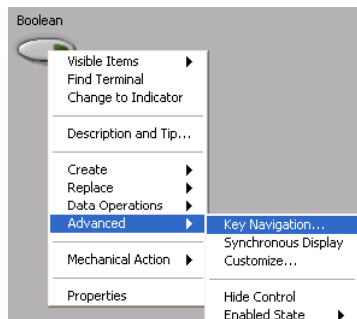 Boolean
Visible Items
Find Terminal
Change to Indicator
Description and Tip...
Create
Replace
Data Operations
Advanced
Mechanical Action
Properties
Key Navigation...
Synchronous Display
Customize...
Hide Control
Enabled State